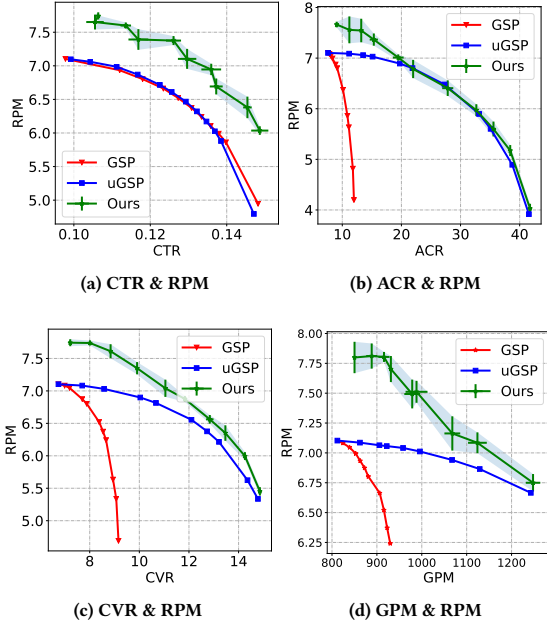 7.5
7.0
6.5
6.0
5.5
5.0
RPM
GSP
uGSP
Ours
0.10
0.12
0.14
CTR
(a) CTR & RPM
8
7
6
5
4
RPM
GSP
uGSP
Ours
10
20
30
40
ACR
(b) ACR & RPM
7.5
7.0
6.5
6.0
5.5
5.0
RPM
GSP
uGSP
Ours
8
10
12
14
CVR
(c) CVR & RPM
8.00
7.75
7.50
7.25
7.00
6.75
6.50
6.25
RPM
GSP
uGSP
Ours
800
900
1000
1100
1200
GPM
(d) GPM & RPM